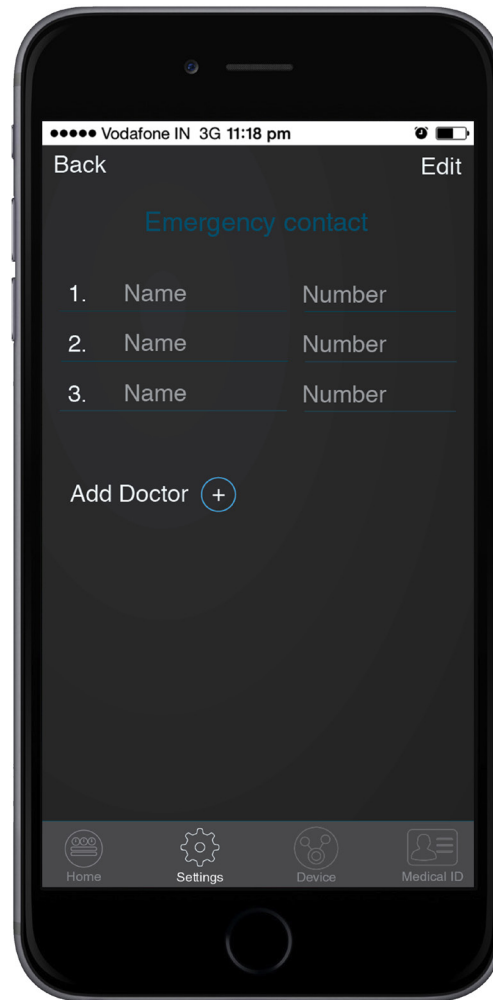 Vodafone IN 3G 11:18 pm
Back Edit
Emergency contact
1. Name Number
2. Name Number
3. Name Number
Add Doctor +
Home Settings Device Medical ID